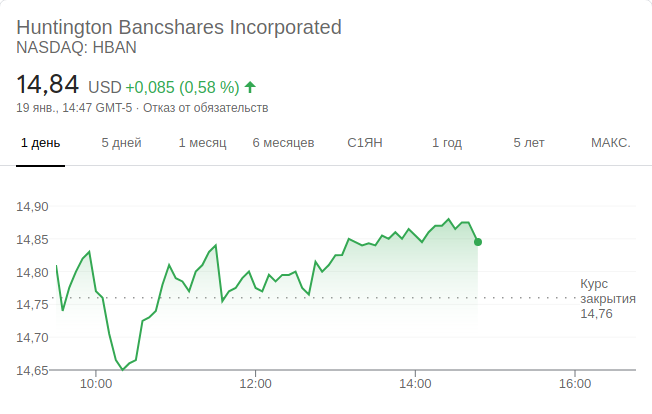 Huntington Bancshares Incorporated
NASDAQ: HBAN
14,84 USD +0,085 (0,58 %)
19 янв., 14:47 GMT-5 · Отказ от обязательств
1 день 5 дней 1 месяц 6 месяцев С1ЯН 1 год 5 лет МАКС.
14,90
14,85
14,80
14,75
14,70
14,65
Курс
закрытия
14,76
10:00 12:00 14:00 16:00